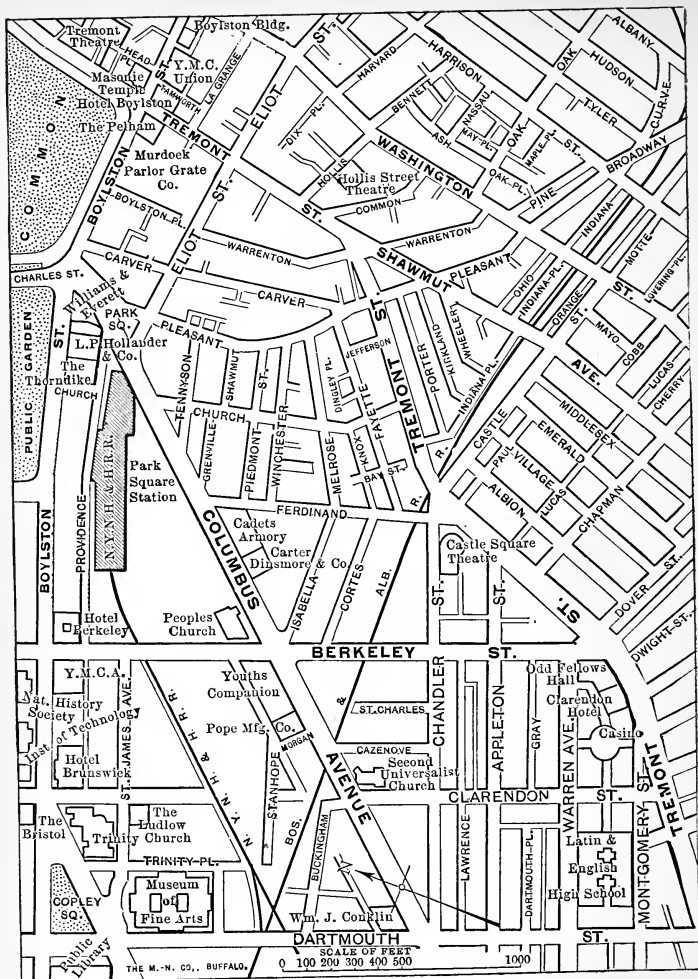 Tremont
Theatre
Boylston Bldg.
ST.
ALBANY
HEAD
PL.
Y.M.C.
Union
ST.
LA GRANGE
HARVARD
HARRISON
OAK
HUDSON
CURVE
Masonic
Temple
TAMWORTH
Hotel Boylston
ELIOT
BENNET
NASSAU
TYLER
The Pelham
TREMONT
DIX PL.
ASH
MAY-PL.
OAK
MAPLE-PL.
ST.
BROADWAY
COMMON
BOYLSTON
Murdock
Parlor Grate
Co.
WASHINGTON
HOLLIS
Hollis Street
Theatre
OAK-PL.
PINE
BOYLSTON PL.
ST.
ST.
COMMON
INDIANA
MOTTE
LOVERING-PL.
CARVER
ELIOT
WARRENTON
SHAWMUT
WARRENTON
PLEASANT
OHIO
INDIANA-PL.
ORANGE
ST.
ST.
CHARLES ST.
Williams &
Everett
CARVER
PARK
SQ.
PLEASANT
ST.
JEFFERSON
PORTER
KIRKLAND
WHEELER
MAYO
COBB
PUBLIC GARDEN
ST.
L.P. Hollander
& Co.
The
Thorndike
CHURCH
TENNYSON
SHAWMUT
ST.
DINGLEY PL.
FAYETTE
TREMONT
INDIANA PL.
AVE.
LUCAS
CHERRY
CHURCH
GRENVILLE
PIEDMONT
WINCHESTER
MELROSE
KNOX
BAY ST.
CASTLE
PAUL
MIDDLESEX
EMERALD
VILLAGE
LUCAS
N.Y.N.H.&H.R.R.
Park
Square
Station
R.
R.
ALBION
CHAPMAN
FERDINAND
BOYLSTON
PROVIDENCE
COLUMBUS
Cadets
Armory
Carter
Dinsmore & Co.
Castle Square
Theatre
ISABELLA
CORTES
ALB.
ST.
ST.
ST.
DOVER ST.
DWIGHT-ST.
Hotel
Berkeley
Peoples
Church
BERKELEY ST.
Y.M.C.A.
Nat. History
Society
Inst of Technology
ST. JAMES AVE.
Youths
Companion
&
ST. CHARLES
CHANDLER
APPLETON
GRAY
Odd Fellows
Hall
Clarendon
Hotel
Casino
Pope Mfg. Co.
MORGAN
CAZENOVE
AVENUE
Second
Universalist
Church
WARREN AVE.
TREMONT
Hotel
Brunswick
N. Y. N. H. & H. R. R.
STANHOPE
CLARENDON ST.
The
Bristol
The
Ludlow
Trinity Church
BOS.
BUCKINGHAM
LAWRENCE
DARTMOUTH-PL.
Latin &
English
High School
MONTGOMERY ST.
TRINITY PL.
COPLEY
SQ.
Museum
of
Fine Arts
N
Wm. J. Conklin
DARTMOUTH ST.
Public
Library
THE M.-N. CO., BUFFALO.
SCALE OF FEET
0 100 200 300 400 500 1000